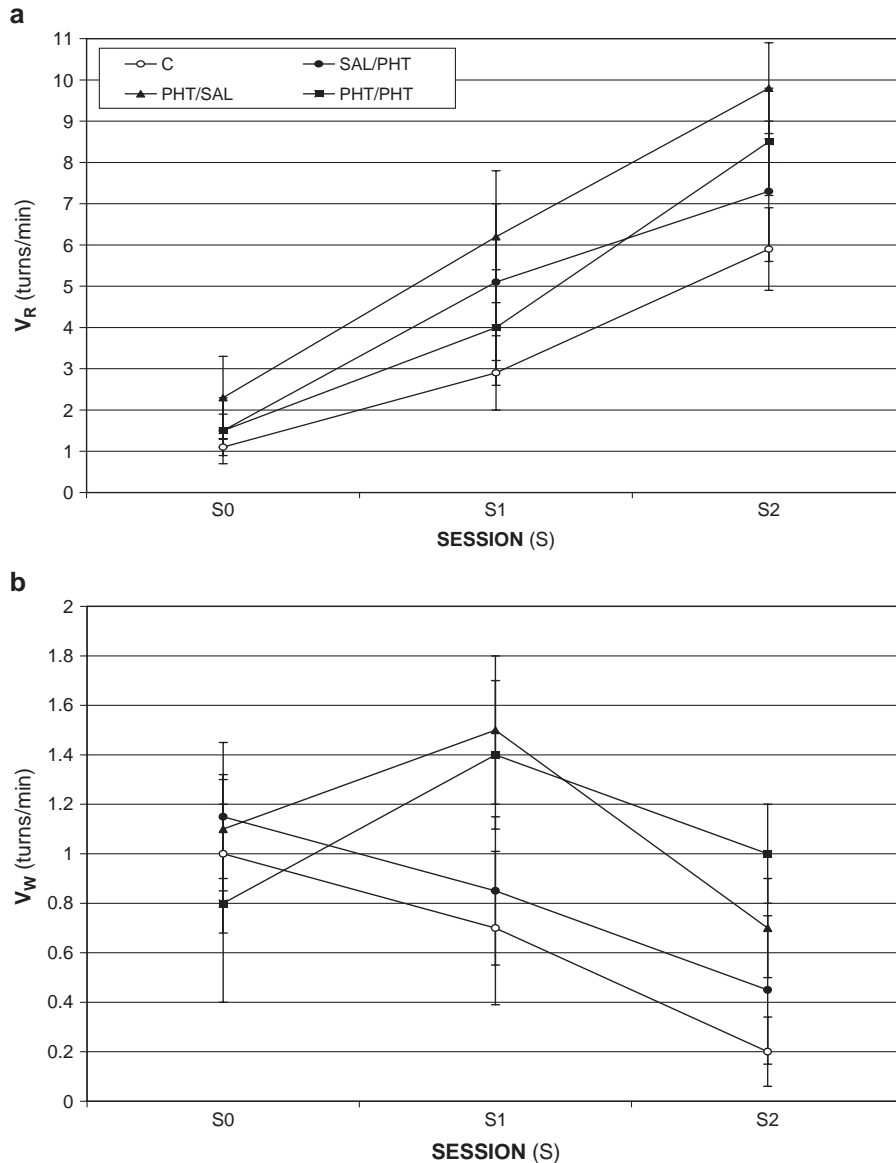 a
11
10
9
8
7
6
5
4
3
2
1
0
V_R (turns/min)
C
SAL/PHT
PHT/SAL
PHT/PHT
S0 S1 S2
SESSION (S)
b
2
1.8
1.6
1.4
1.2
1
0.8
0.6
0.4
0.2
0
V_W (turns/min)
S0 S1 S2
SESSION (S)